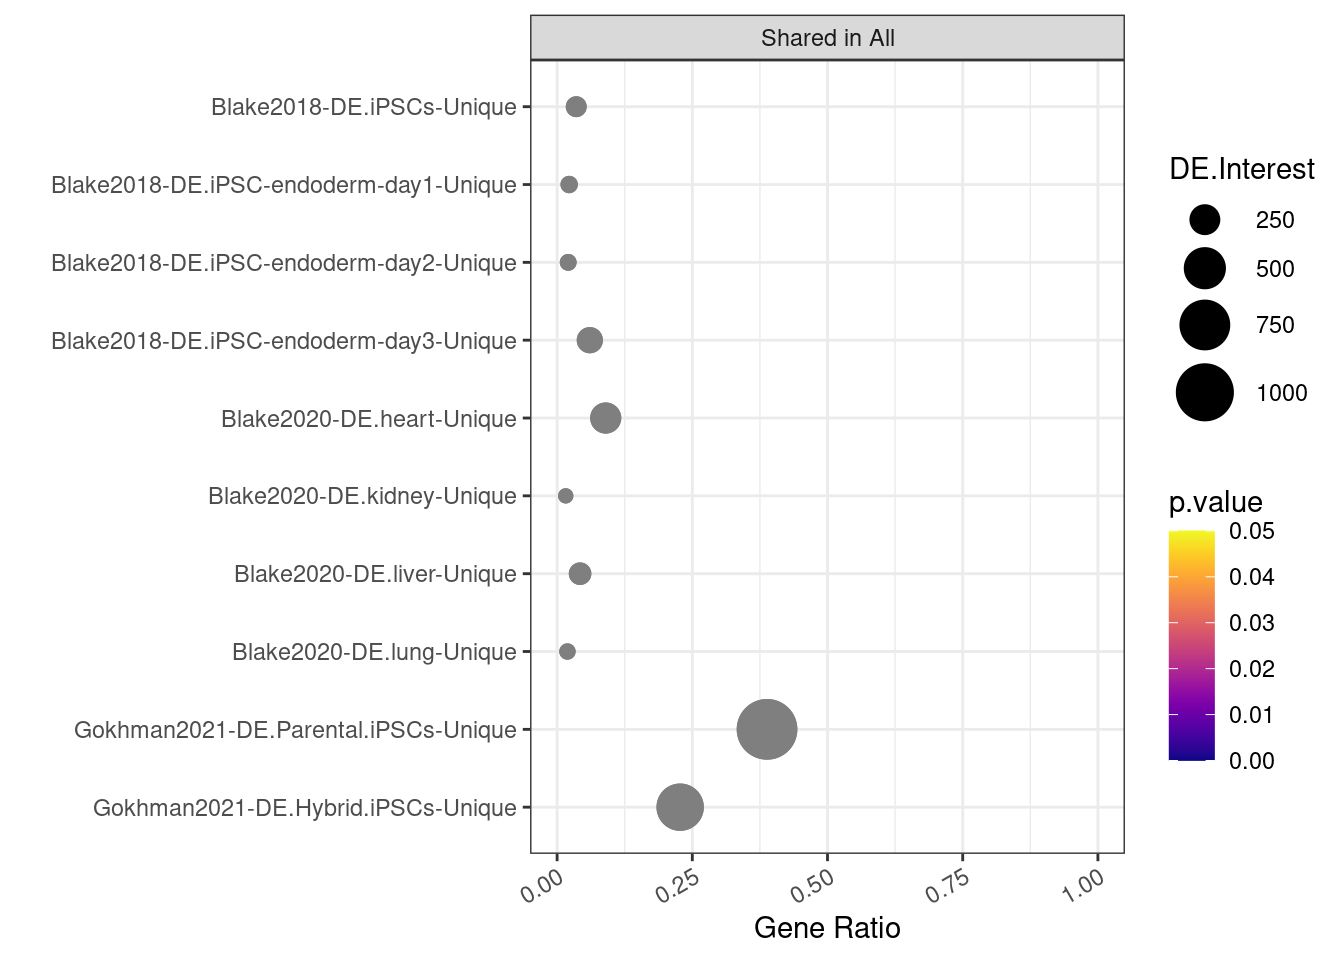 Shared in All
Blake2018-DE.iPSCs-Unique
Blake2018-DE.iPSC-endoderm-day1-Unique
Blake2018-DE.iPSC-endoderm-day2-Unique
Blake2018-DE.iPSC-endoderm-day3-Unique
Blake2020-DE.heart-Unique
Blake2020-DE.kidney-Unique
Blake2020-DE.liver-Unique
Blake2020-DE.lung-Unique
Gokhman2021-DE.Parental.iPSCs-Unique
Gokhman2021-DE.Hybrid.iPSCs-Unique
0.00 0.25 0.50 0.75 1.00
Gene Ratio
DE.Interest
250
500
750
1000
p.value
0.05
0.04
0.03
0.02
0.01
0.00